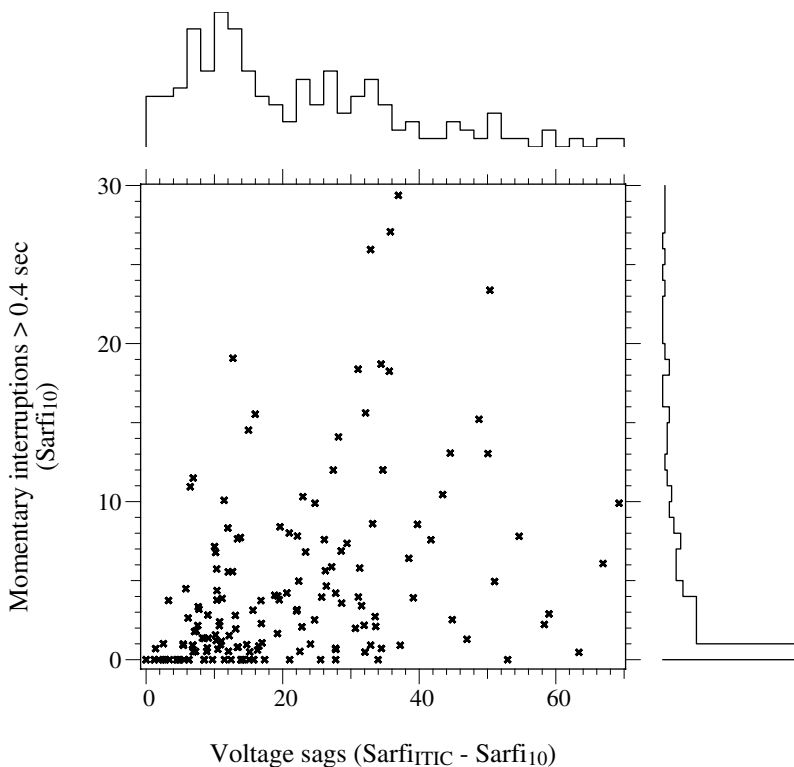 30
20
10
0
0
20
40
60
Momentary interruptions > 0.4 sec
(Sarfi10)
Voltage sags (SarfiITIC - Sarfi10)